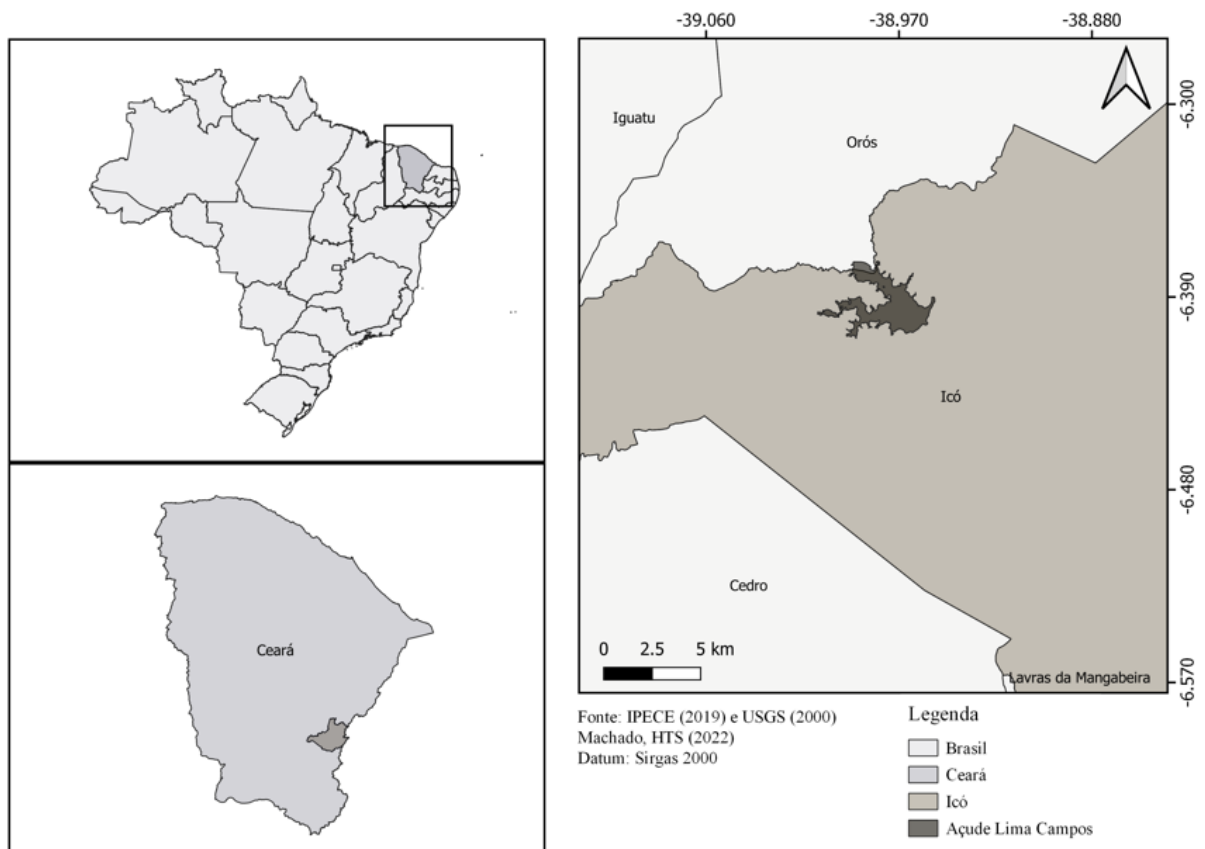 -39.060
-38.970
-38.880
-6.300
-6.390
-6.480
-6.570
Iguatu
Orós
Icó
Cedro
Lavras da Mangabeira
0 2.5 5 km
Ceará
Fonte: IPECE (2019) e USGS (2000)
Machado, HTS (2022)
Datum: Sirgas 2000
Legenda
Brasil
Ceará
Icó
Açude Lima Campos